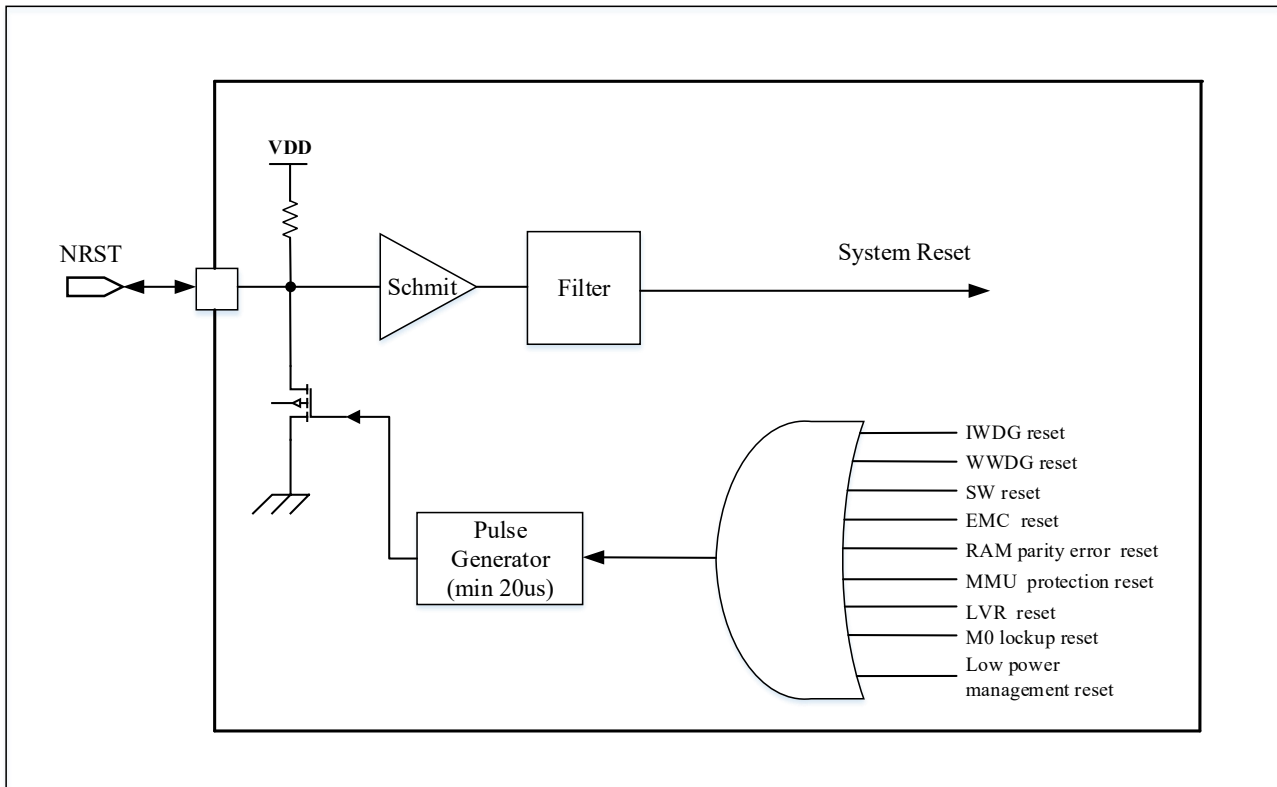 VDD
NRST
Schmit
Filter
System Reset
Pulse
Generator
(min 20us)
IWDG reset
WWDG reset
SW reset
EMC reset
RAM parity error reset
MMU protection reset
LVR reset
M0 lockup reset
Low power
management reset